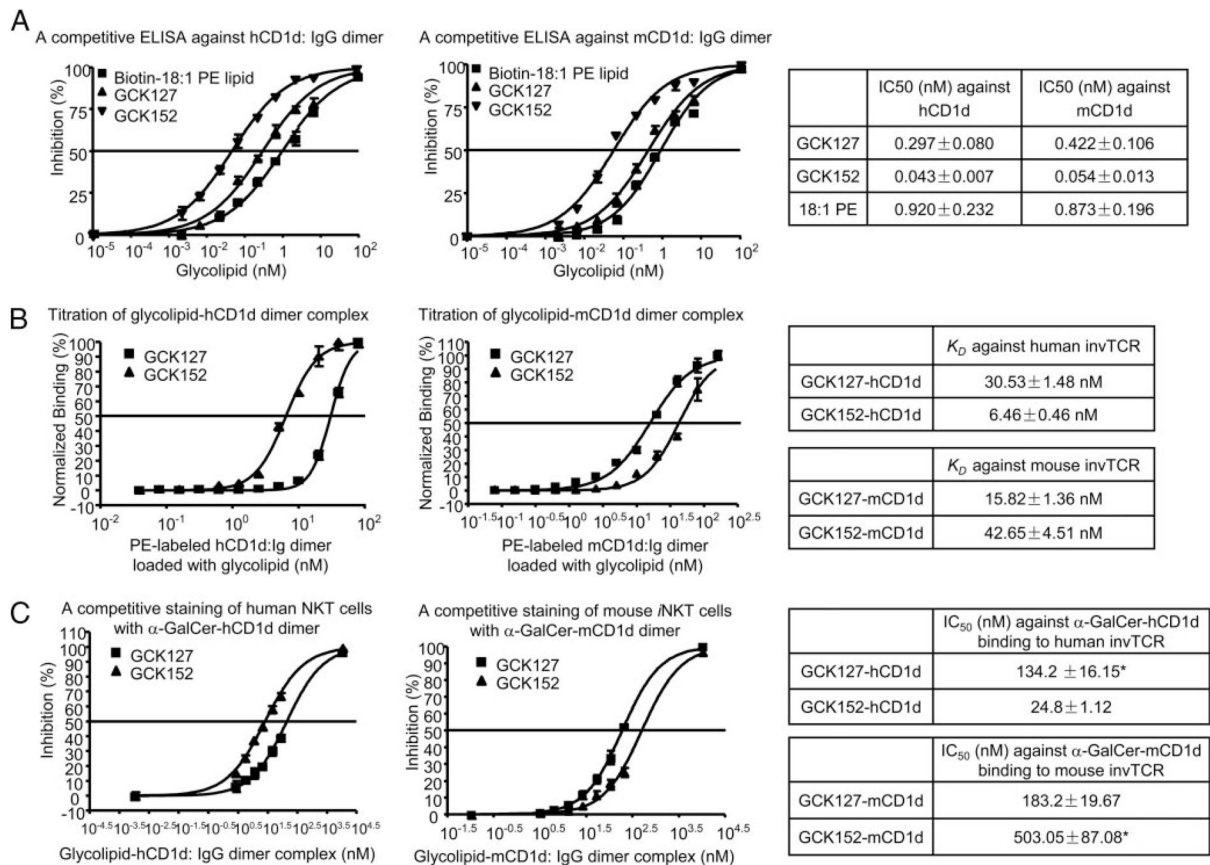 A
A competitive ELISA against hCD1d: IgG dimer
Inhibition (%)
100
75
50
25
0
Biotin-18:1 PE lipid
GCK127
GCK152
10-5
10-4
10-3
10-2
10-1
1
10
102
Glycolipid (nM)
A competitive ELISA against mCD1d: IgG dimer
Inhibition (%)
100
75
50
25
0
Biotin-18:1 PE lipid
GCK127
GCK152
10-5
10-4
10-3
10-2
10-1
1
10
102
Glycolipid (nM)
IC50 (nM) against hCD1d
IC50 (nM) against mCD1d
GCK127 0.297±0.080 0.422±0.106
GCK152 0.043±0.007 0.054±0.013
18:1 PE 0.920±0.232 0.873±0.196
B
Titration of glycolipid-hCD1d dimer complex
Normalized Binding (%)
100
90
80
70
60
50
40
30
20
10
0
-10
GCK127
GCK152
10-2
10-1
100
101
102
PE-labeled hCD1d:Ig dimer
loaded with glycolipid (nM)
Titration of glycolipid-mCD1d dimer complex
Normalized Binding (%)
110
100
90
80
70
60
50
40
30
20
10
0
-10
GCK127
GCK152
10-1.5
10-1
10-0.5
100
100.5
101
101.5
102
102.5
PE-labeled mCD1d:Ig dimer
loaded with glycolipid (nM)
KD against human invTCR
GCK127-hCD1d 30.53±1.48 nM
GCK152-hCD1d 6.46±0.46 nM
KD against mouse invTCR
GCK127-mCD1d 15.82±1.36 nM
GCK152-mCD1d 42.65±4.51 nM
C
A competitive staining of human NKT cells
with α-GalCer-hCD1d dimer
Inhibition (%)
110
100
90
80
70
60
50
40
30
20
10
0
-10
GCK127
GCK152
10-4.5
10-3.5
10-2.5
10-1.5
10-0.5
100.5
101.5
102.5
103.5
104.5
Glycolipid-hCD1d: IgG dimer complex (nM)
A competitive staining of mouse iNKT cells
with α-GalCer-mCD1d dimer
Inhibition (%)
110
100
90
80
70
60
50
40
30
20
10
0
GCK127
GCK152
10-1.5
10-0.5
100.5
101.5
102.5
103.5
104.5
Glycolipid-mCD1d: IgG dimer complex (nM)
IC50 (nM) against α-GalCer-hCD1d
binding to human invTCR
GCK127-hCD1d 134.2 ±16.15*
GCK152-hCD1d 24.8±1.12
IC50 (nM) against α-GalCer-mCD1d
binding to mouse invTCR
GCK127-mCD1d 183.2±19.67
GCK152-mCD1d 503.05±87.08*